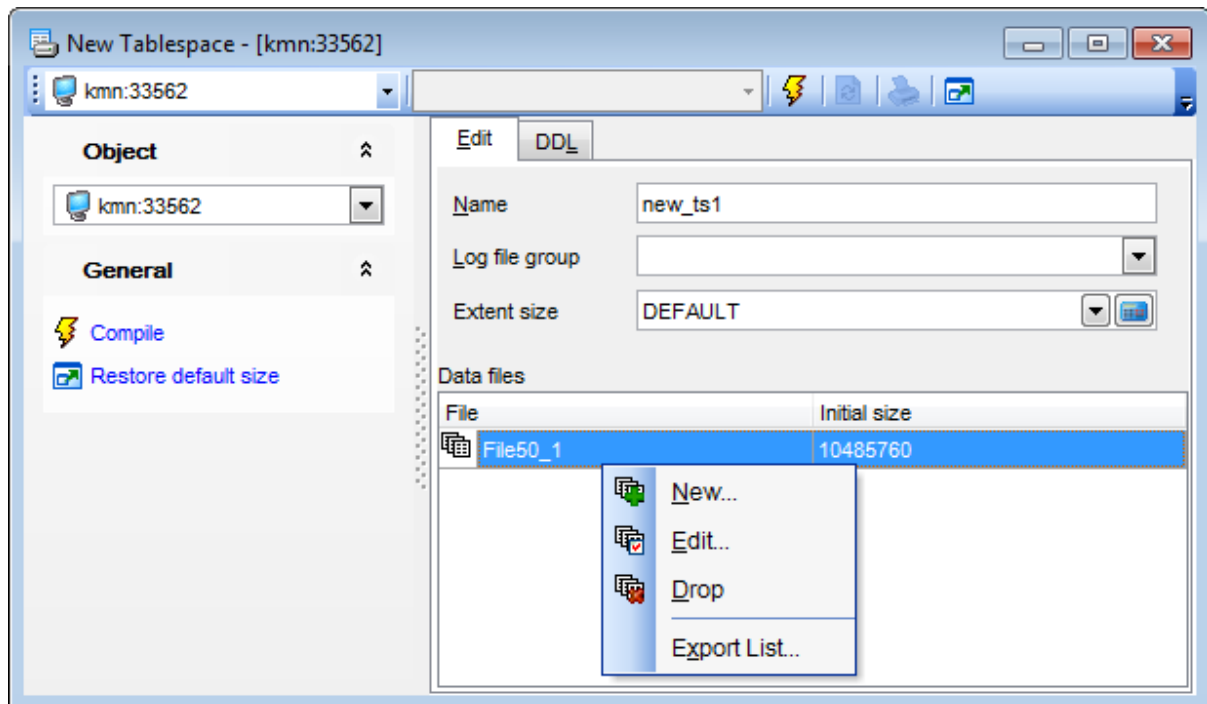 New Tablespace - [kmn:33562]
kmn:33562
Object
kmn:33562
General
Compile
Restore default size
Edit DDL
Name new_ts1
Log file group
Extent size DEFAULT
Data files
File Initial size
File50_1 10485760
New...
Edit...
Drop
Export List...